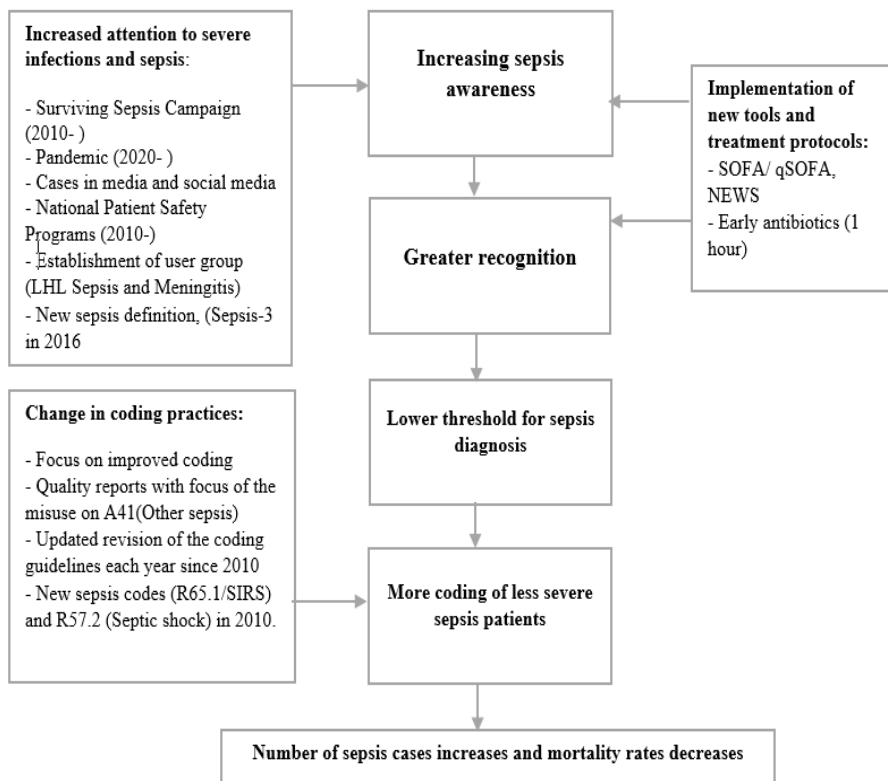 Increased attention to severe
infections and sepsis:
- Surviving Sepsis Campaign
(2010- )
- Pandemic (2020- )
- Cases in media and social media
- National Patient Safety
Programs (2010-)
- Establishment of user group
(LHL Sepsis and Meningitis)
- New sepsis definition, (Sepsis-3
in 2016
Increasing sepsis
awareness
Implementation of
new tools and
treatment protocols:
- SOFA/ qSOFA,
NEWS
- Early antibiotics (1
hour)
Greater recognition
Lower threshold for sepsis
diagnosis
Change in coding practices:
- Focus on improved coding
- Quality reports with focus of the
misuse on A41(Other sepsis)
- Updated revision of the coding
guidelines each year since 2010
- New sepsis codes (R65.1/SIRS)
and R57.2 (Septic shock) in 2010.
More coding of less severe
sepsis patients
Number of sepsis cases increases and mortality rates decreases